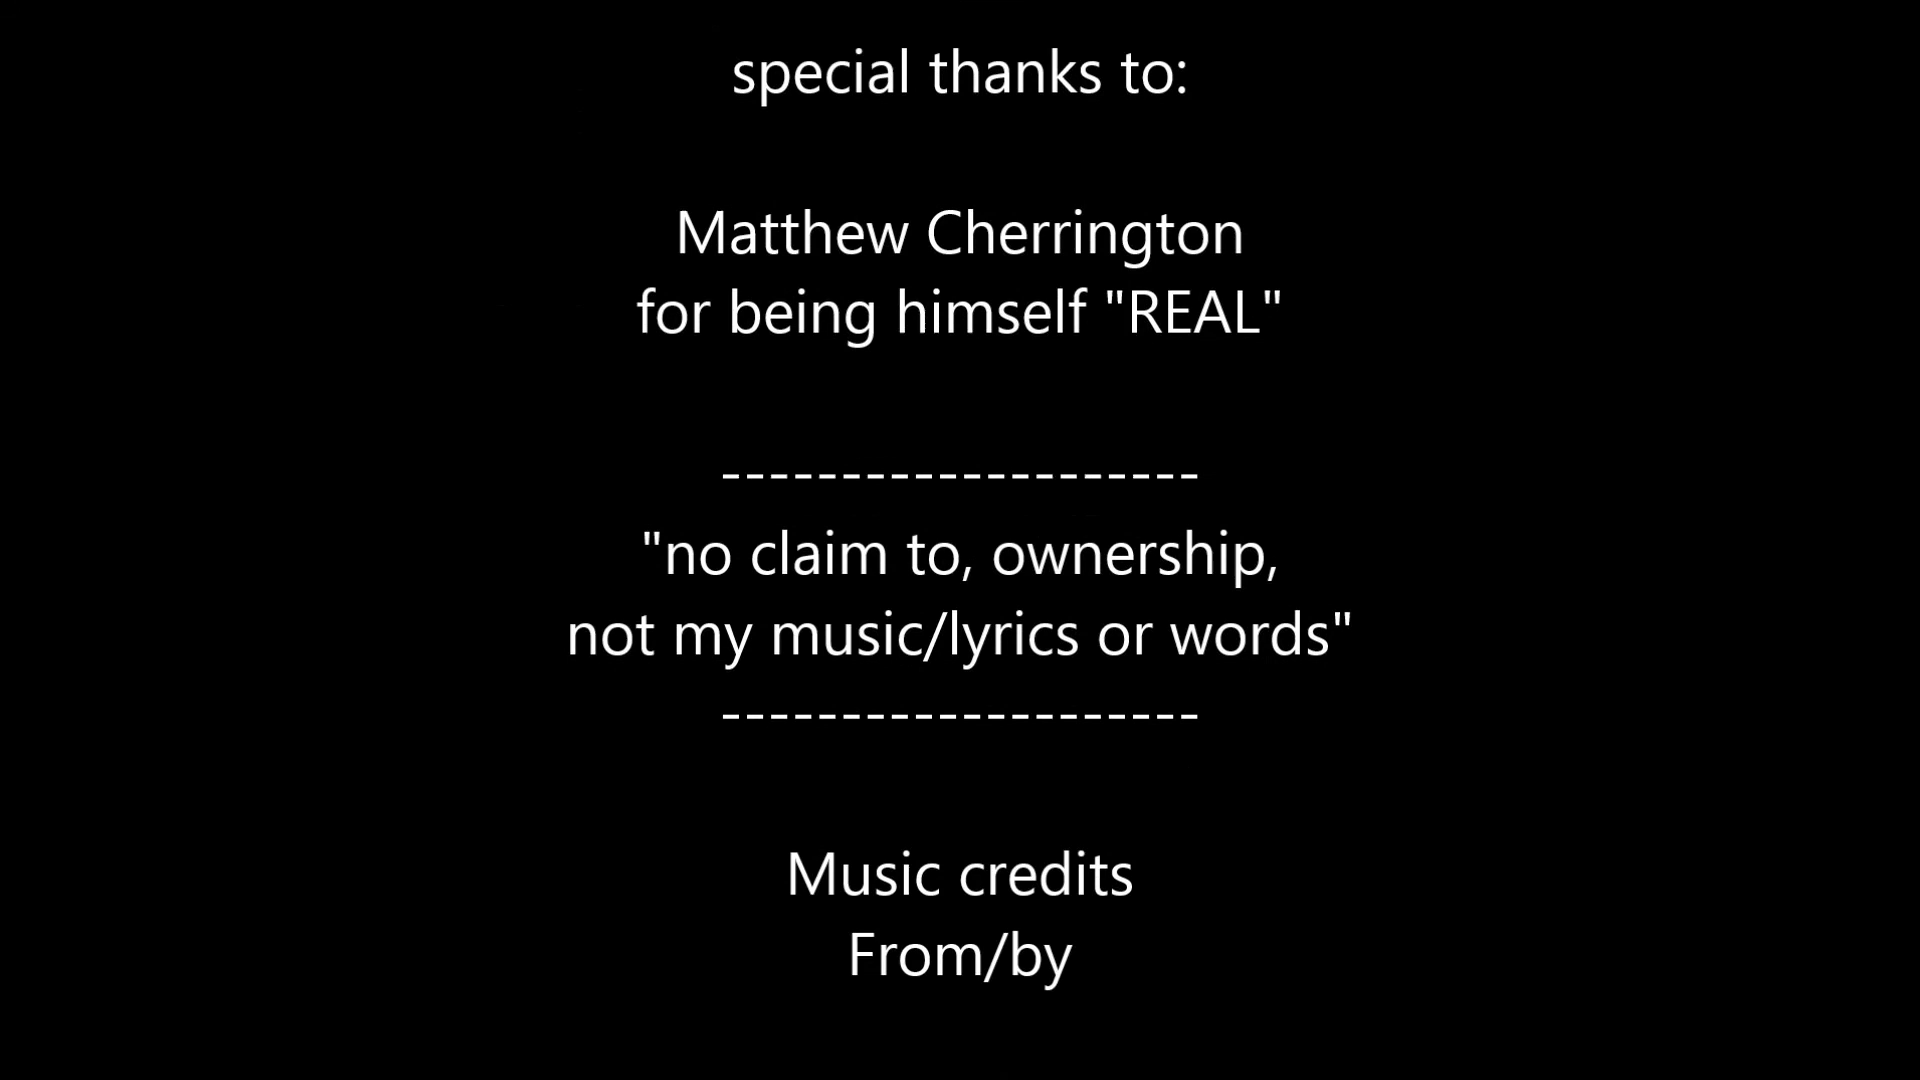 special thanks to:
Matthew Cherrington
for being himself "REAL"
--------------------
"no claim to, ownership,
not my music/lyrics or words"
--------------------
Music credits
From/by